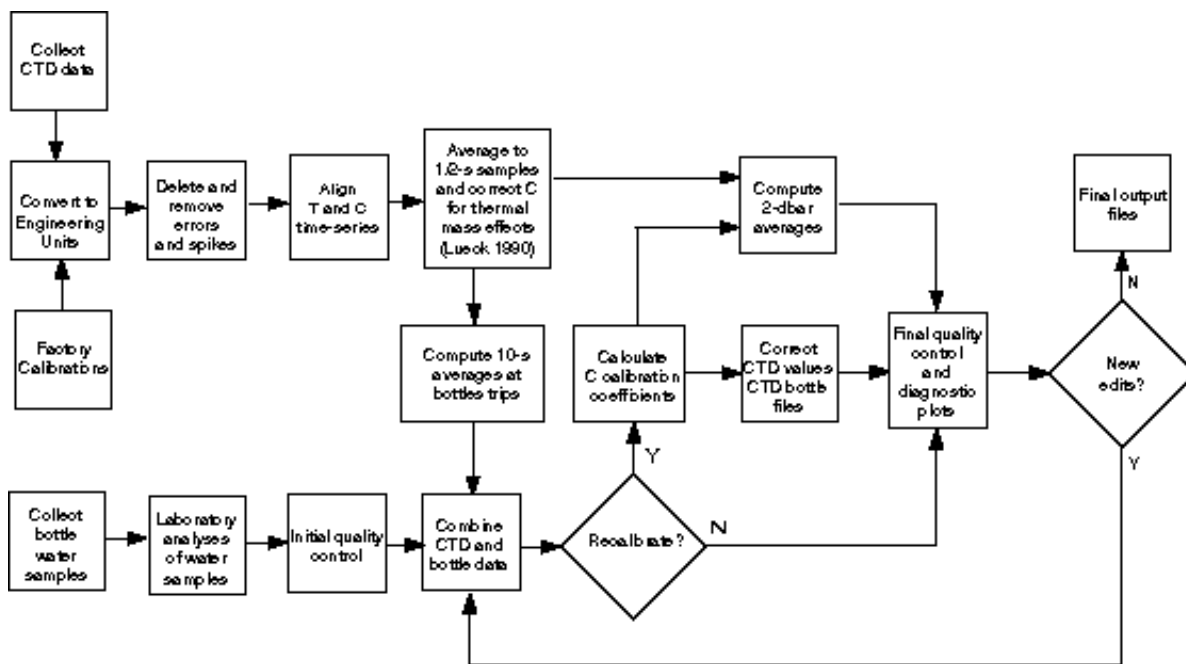 Collect
CTD data
Convert to
Engineering
Units
Factory
Calibrations
Delete and
remove
errors
and spikes
Align
T and C
time-series
Average to
1/2-s samples
and correct C
for thermal
mass effects
(Lueck 1990)
Compute 10-s
averages at
bottles trips
Compute
2-dbar
averages
Calculate
C calibration
coefficients
Correct
CTD values
CTD bottle
files
Final quality
control
and
diagnostic
plots
Final output
files
N
New
edits?
Y
Collect
bottle
water
samples
Laboratory
analyses
of water
samples
Initial quality
control
Combine
CTD and
bottle data
Y
Recalibrate?
N